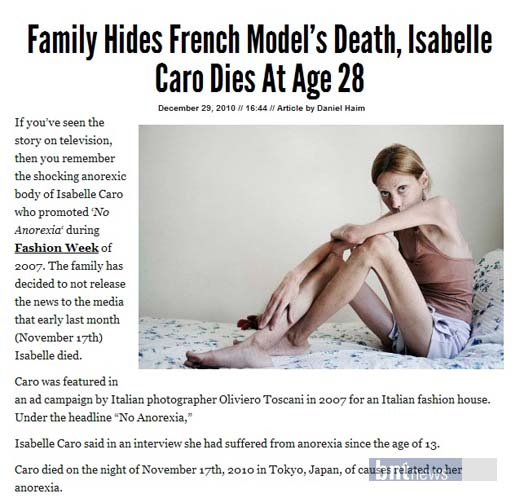 Family Hides French Model's Death, Isabelle
Caro Dies At Age 28
December 29, 2010 // 16:44 // Article by Daniel Haim
If you've seen the
story on television,
then you remember
the shocking anorexic
body of Isabelle Caro
who promoted 'No
Anorexia' during
Fashion Week of
2007. The family has
decided to not release
the news to the media
that early last month
(November 17th)
Isabelle died.
Caro was featured in
an ad campaign by Italian photographer Oliviero Toscani in 2007 for an Italian fashion house.
Under the headline “No Anorexia,”
Isabelle Caro said in an interview she had suffered from anorexia since the age of 13.
Caro died on the night of November 17th, 2010 in Tokyo, Japan, of causes related to her
anorexia.
bntnews